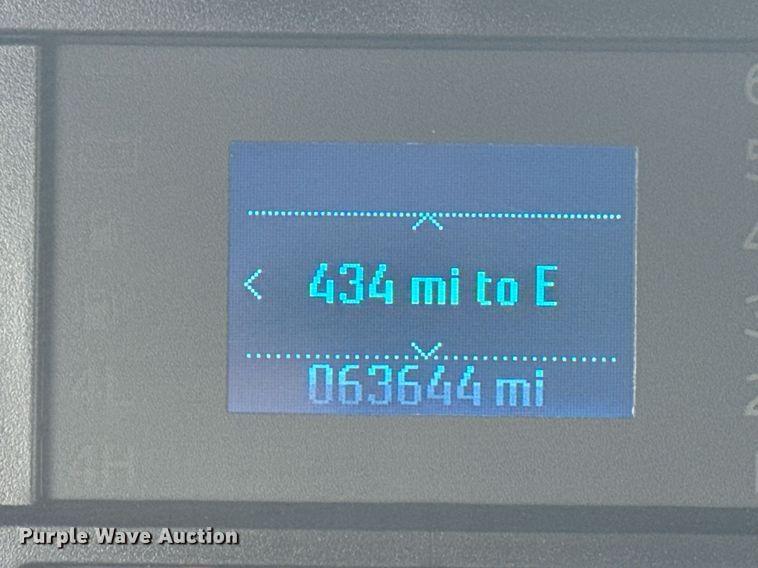 434 mi to E
063644 mi
Purple Wave Auction